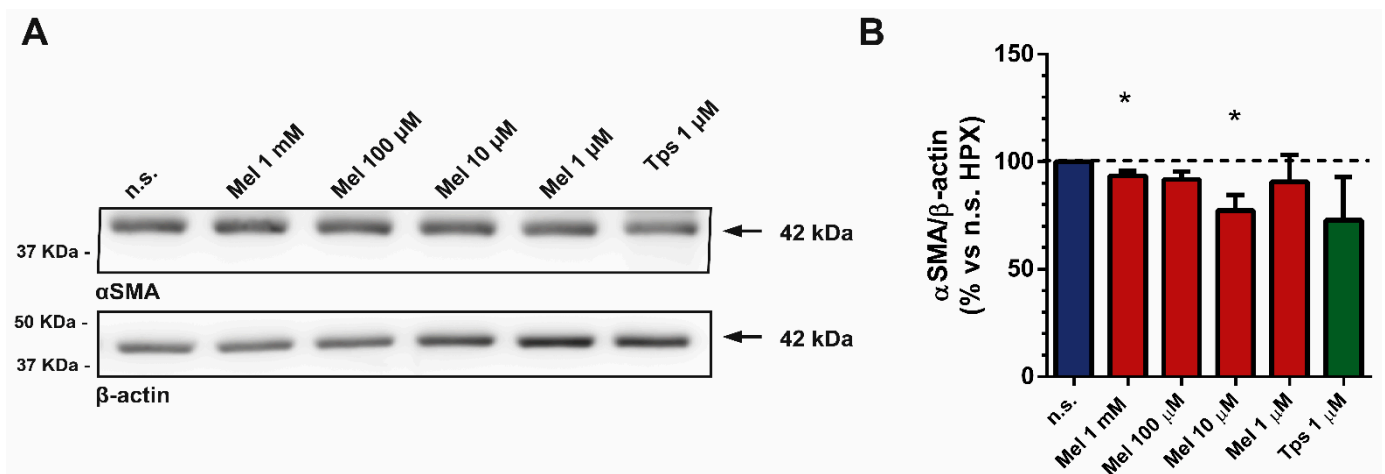 A
n.s.
Mel 1 mM
Mel 100 µM
Mel 10 µM
Mel 1 µM
Tps 1 µM
37 KDa -
42 kDa
αSMA
50 KDa -
42 kDa
37 KDa -
β-actin
B
αSMA/β-actin
(% vs n.s. HPX)
150
100
50
0
*
*
n.s.
Mel 1 mM
Mel 100 µM
Mel 10 µM
Mel 1 µM
Tps 1 µM